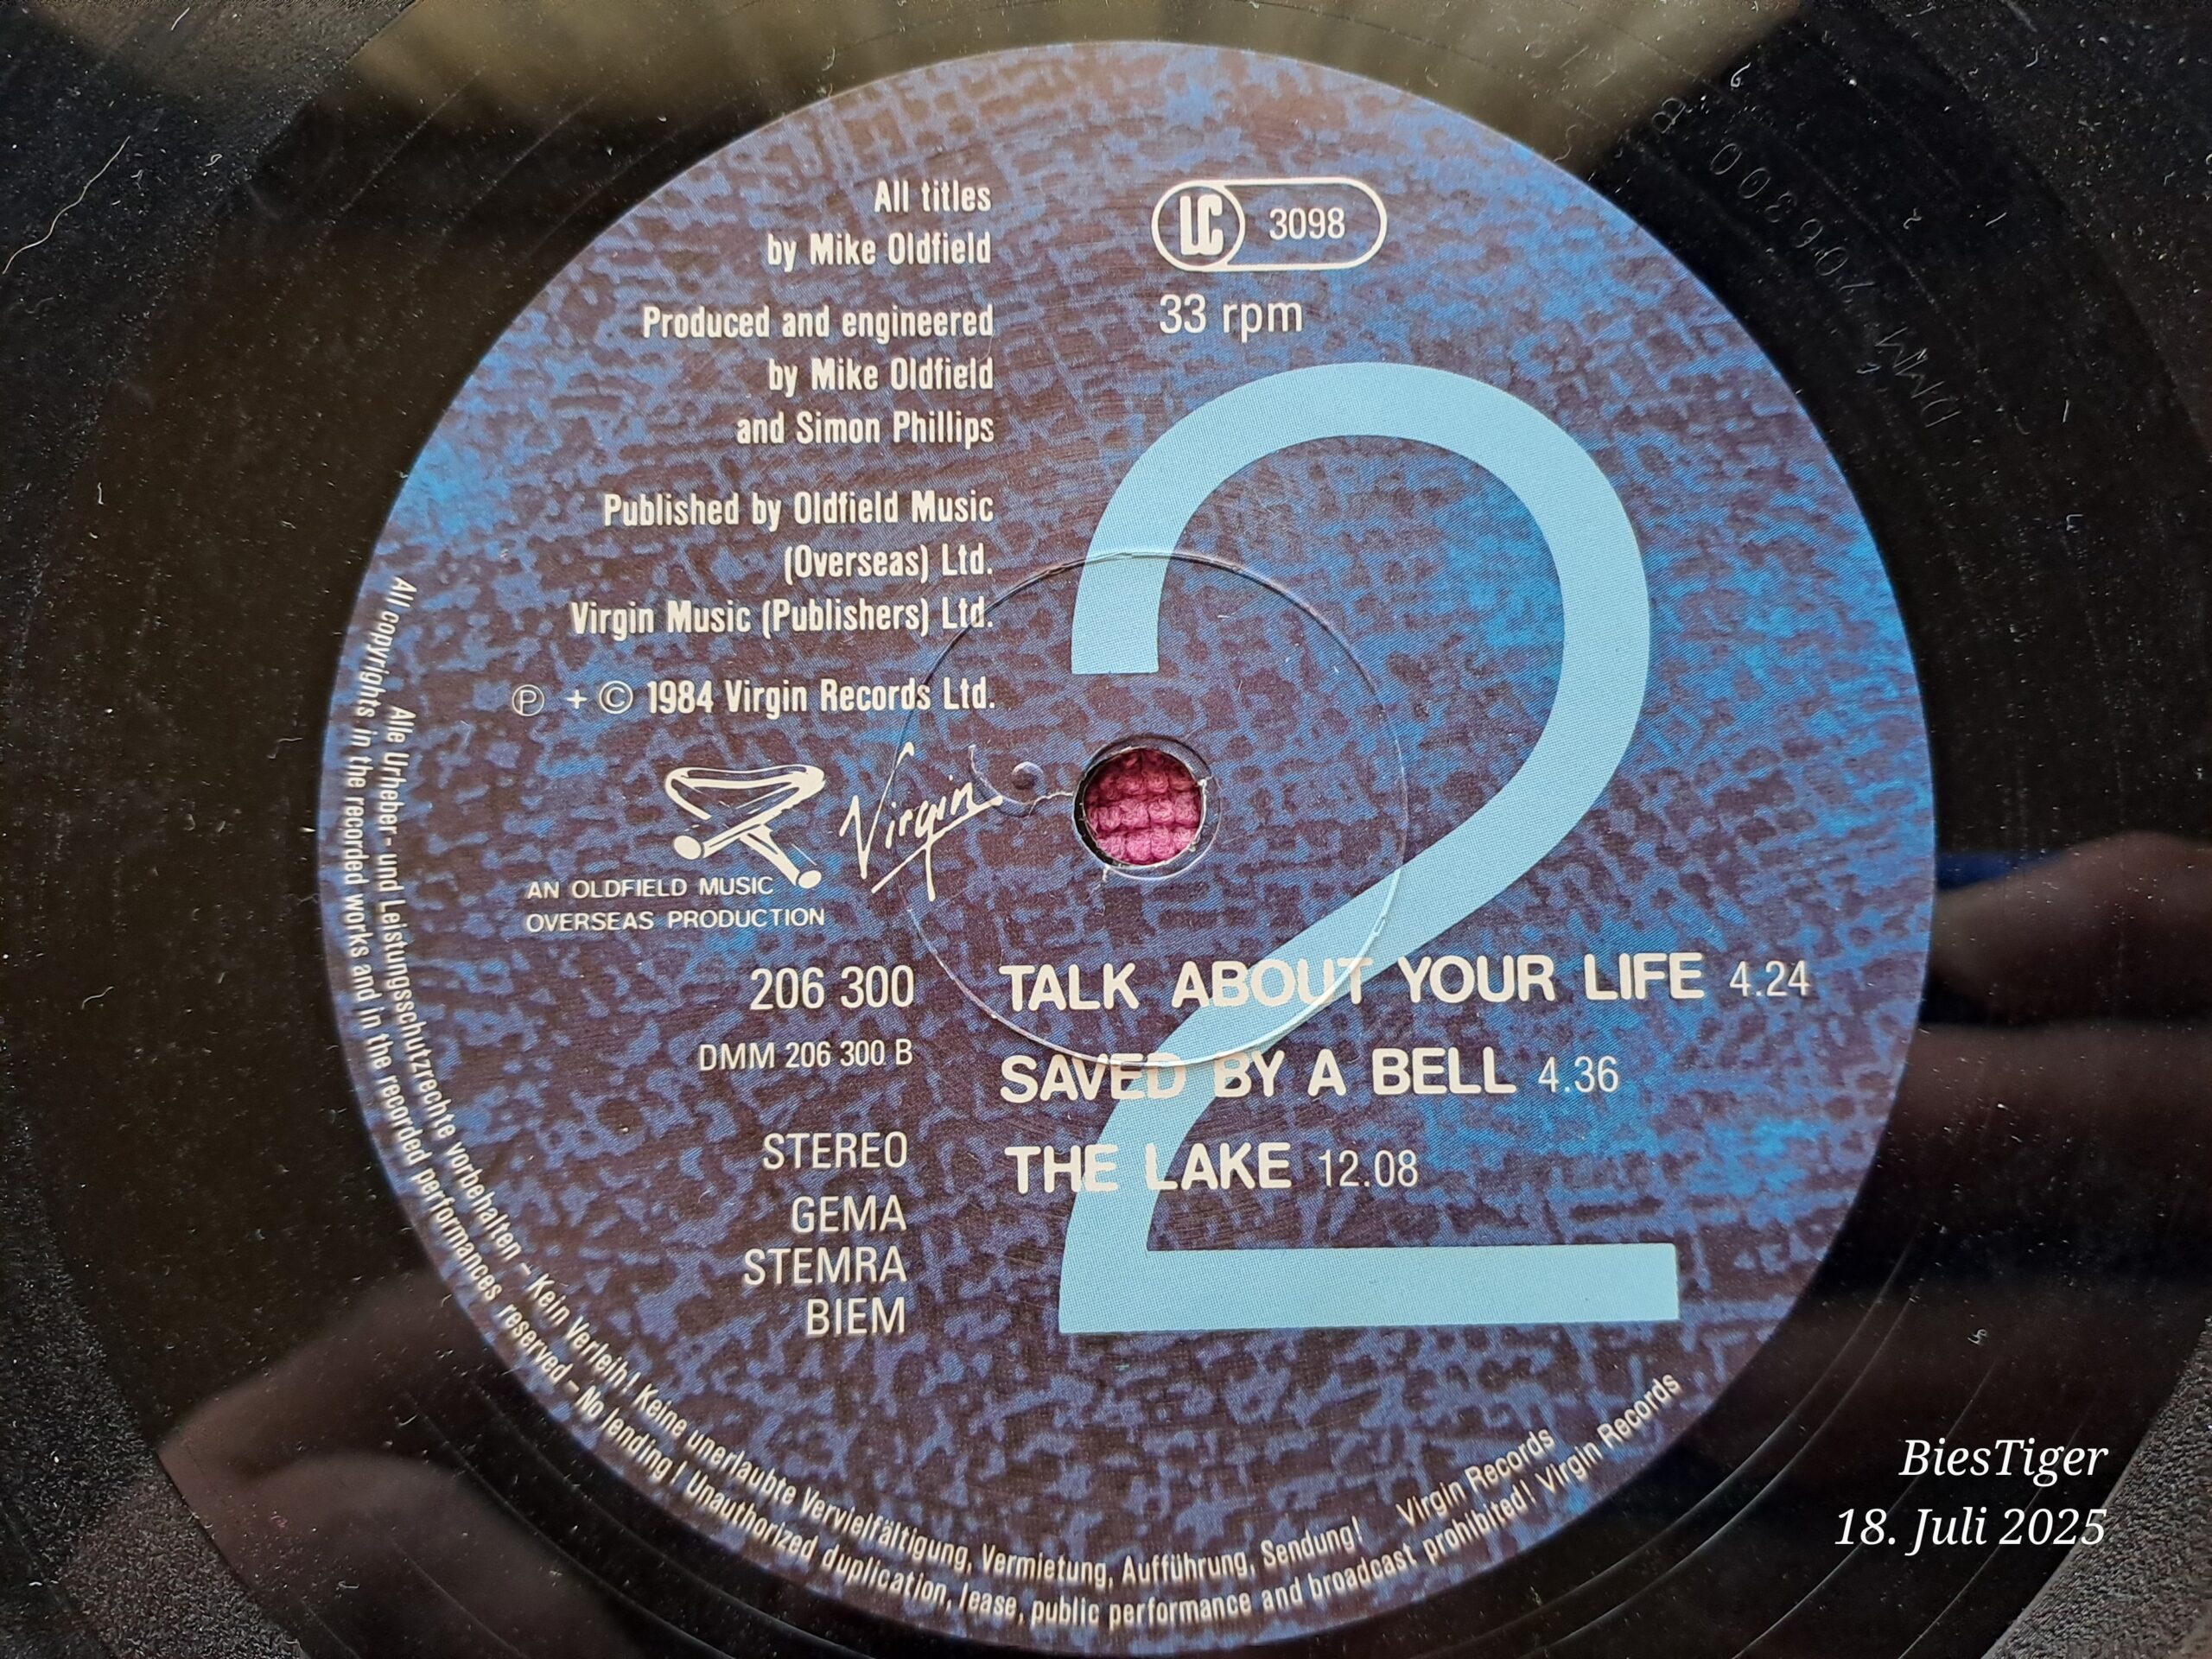 All titles
by Mike Oldfield
Produced and engineered
by Mike Oldfield
and Simon Phillips
Published by Oldfield Music
(Overseas) Ltd.
Virgin Music (Publishers) Ltd.
Ⓟ + © 1984 Virgin Records Ltd.
LC 3098
33 rpm
2
Virgin
AN OLDFIELD MUSIC
OVERSEAS PRODUCTION
206 300
DMM 206 300 B
STEREO
GEMA
STEMRA
BIEM
TALK ABOUT YOUR LIFE 4.24
SAVED BY A BELL 4.36
THE LAKE 12.08
Alle Urheber- und Leistungsschutzrechte vorbehalten – Kein Verleih! Keine unerlaubte Vervielfältigung, Vermietung, Aufführung, Sendung! Virgin Records
All copyrights in the recorded works and in the recorded performances reserved – No lending! Unauthorized duplication, lease, public performance and broadcast prohibited! Virgin Records
BiesTiger
18. Juli 2025